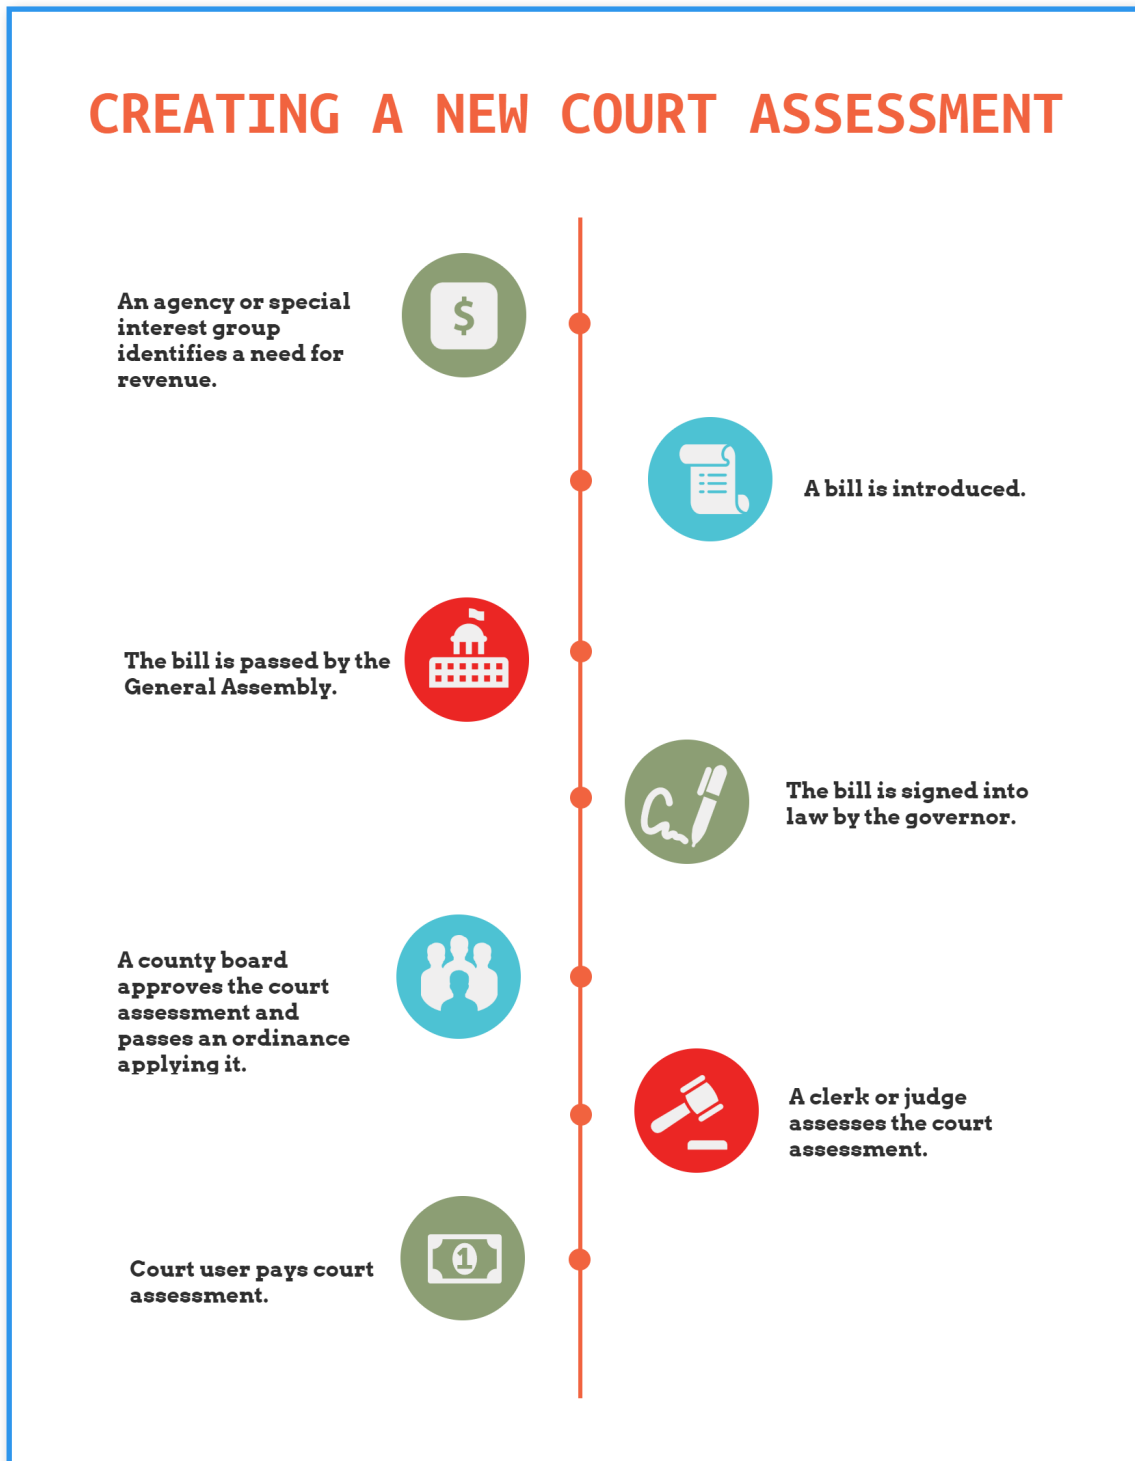 CREATING A NEW COURT ASSESSMENT
$
An agency or special
interest group
identifies a need for
revenue.
A bill is introduced.
The bill is passed by the
General Assembly.
The bill is signed into
law by the governor.
A county board
approves the court
assessment and
passes an ordinance
applying it.
A clerk or judge
assesses the court
assessment.
1
Court user pays court
assessment.